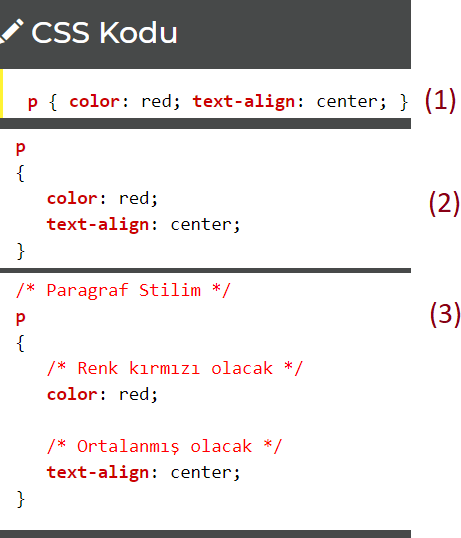 CSS Kodu
p { color: red; text-align: center; } (1)
p
{
color: red;
text-align: center;
}
(2)
/* Paragraf Stilim */
p
{
/* Renk kırmızı olacak */
color: red;
/* Ortalanmış olacak */
text-align: center;
}
(3)